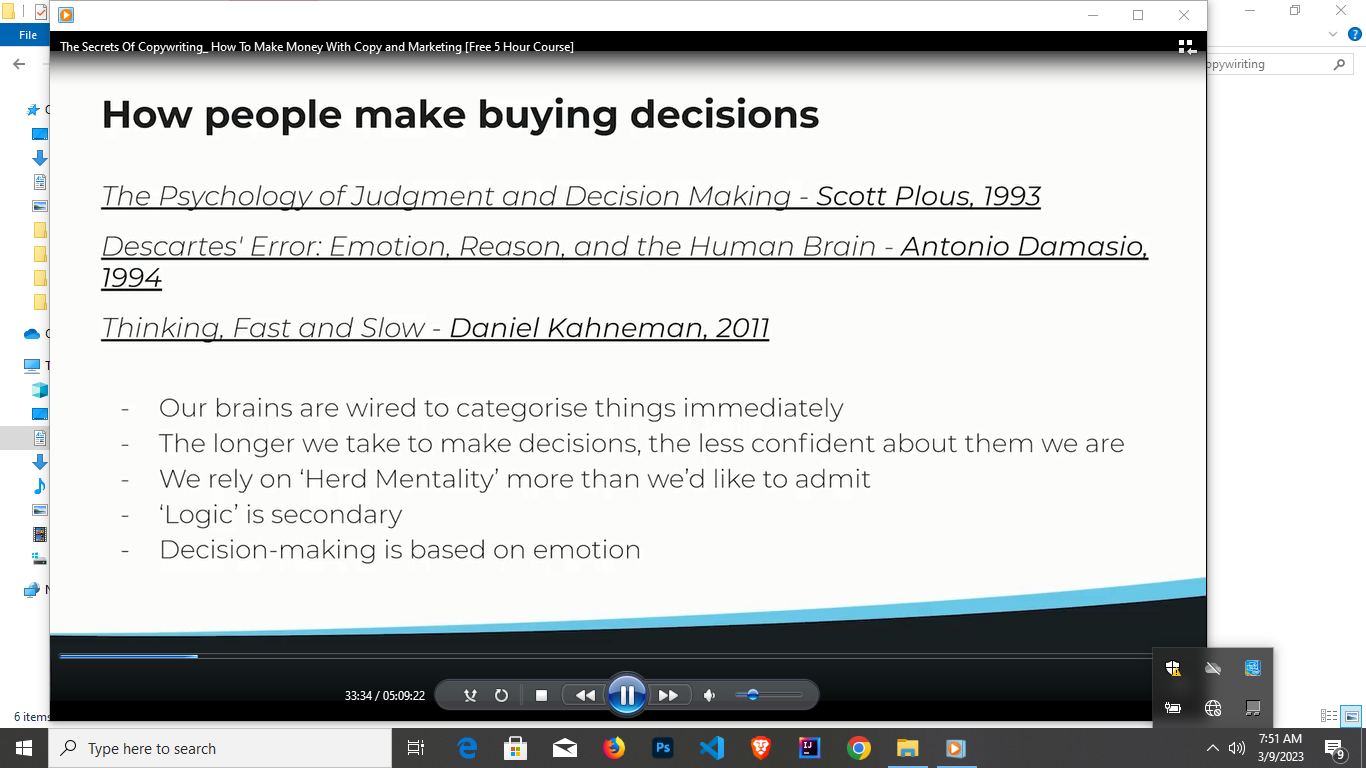 File
The Secrets Of Copywriting_ How To Make Money With Copy and Marketing [Free 5 Hour Course]
opywiriting
How people make buying decisions
The Psychology of Judgment and Decision Making - Scott Plous, 1993
Descartes' Error: Emotion, Reason, and the Human Brain - Antonio Damasio,
1994
Thinking, Fast and Slow - Daniel Kahneman, 2011
- Our brains are wired to categorise things immediately
- The longer we take to make decisions, the less confident about them we are
- We rely on ‘Herd Mentality’ more than we’d like to admit
- ‘Logic’ is secondary
- Decision-making is based on emotion
33:34 / 05:09:22
6 items
Type here to search
Ps
IJ
7:51 AM
3/9/2023
9